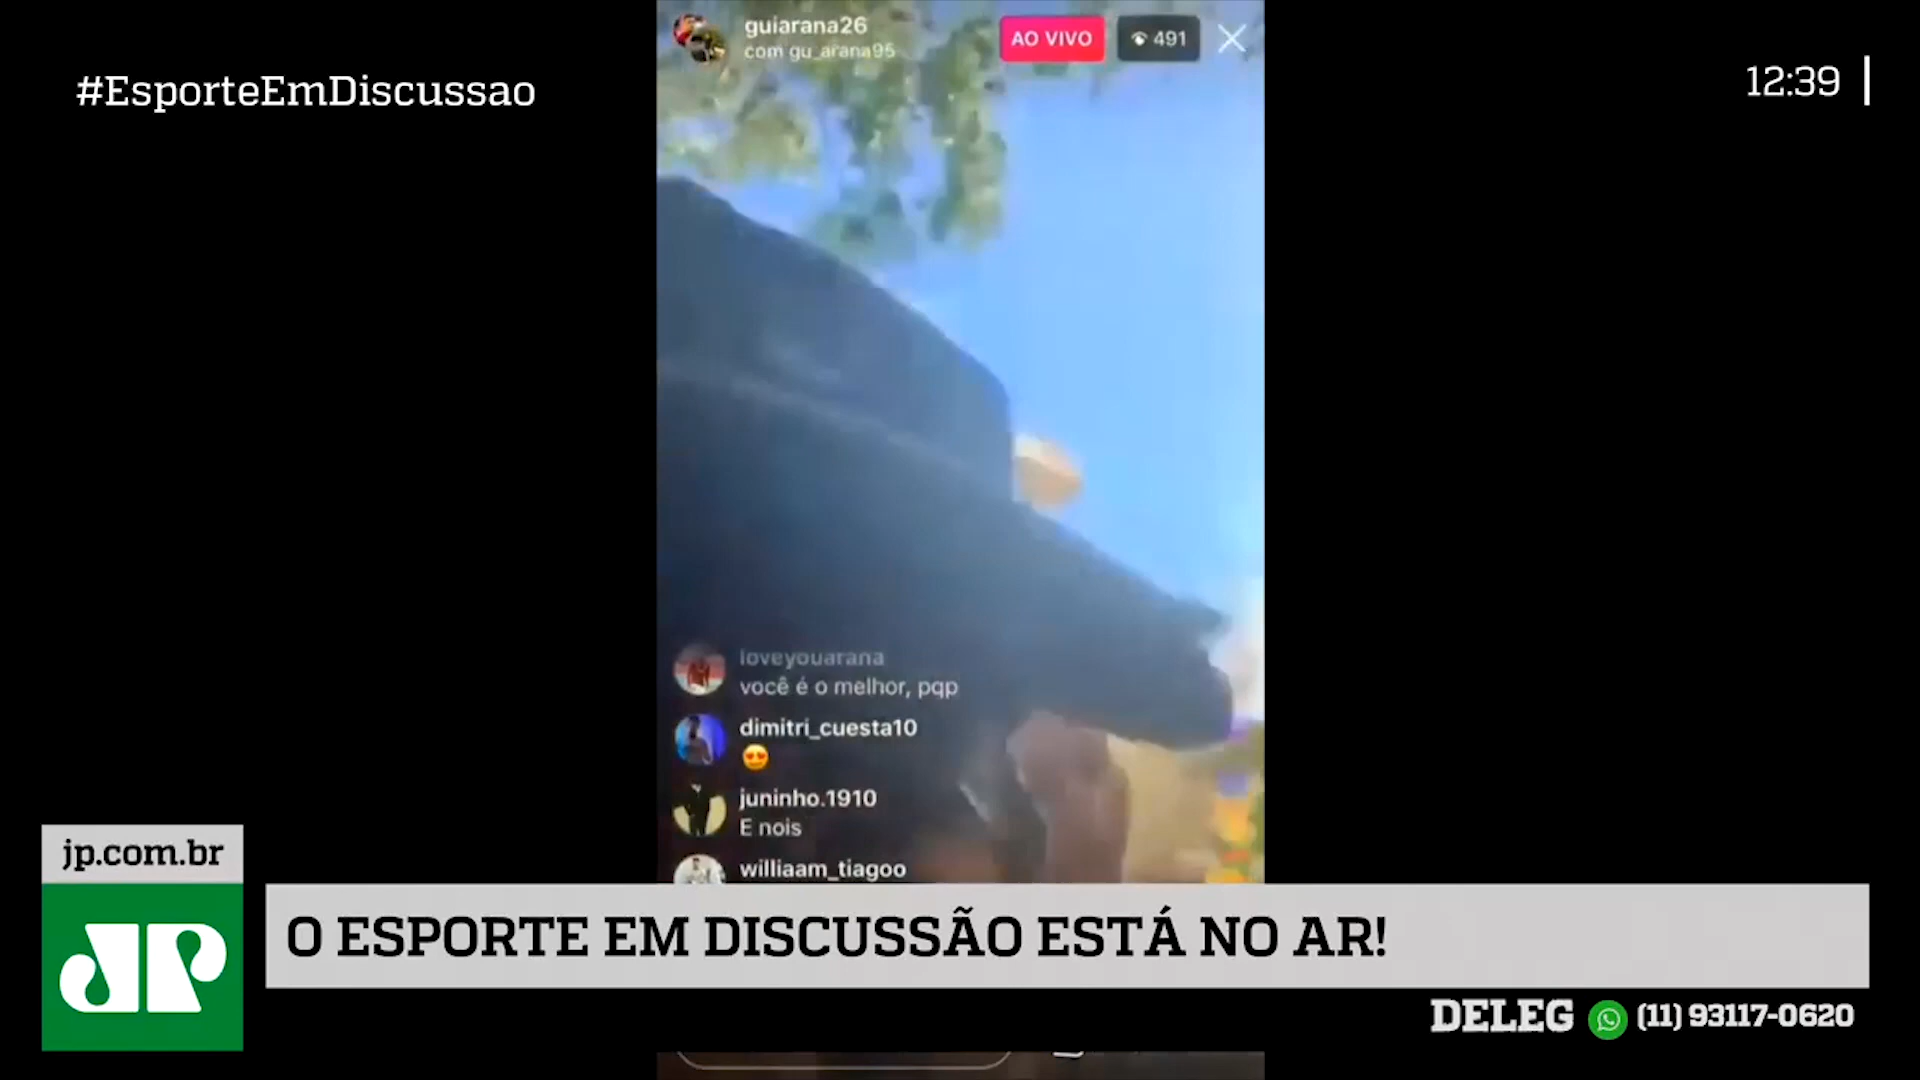 guiarana26
com gu_arana95
AO VIVO
491
#EsporteEmDiscussao
12:39
loveyouarana
você é o melhor, pqp
dimitri_cuesta10
juninho.1910
E nois
williaam_tiagoo
jp.com.br
JP
O ESPORTE EM DISCUSSÃO ESTÁ NO AR!
DELEG
(11) 93117-0620